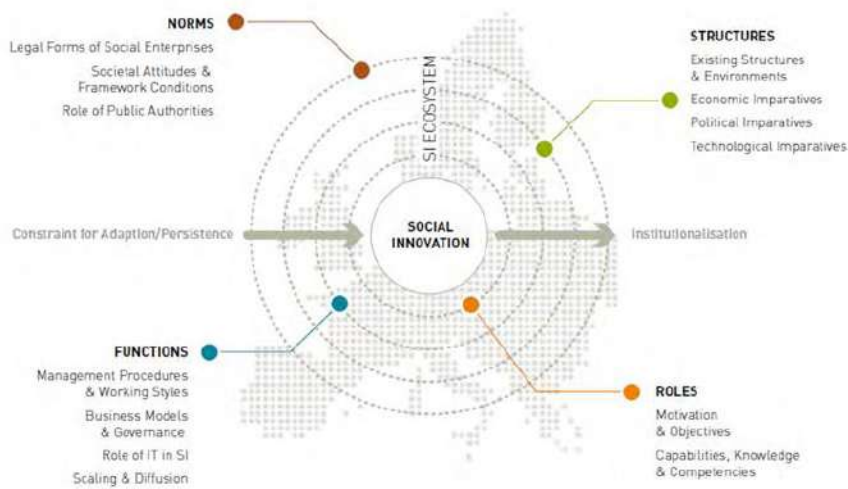 NORMS
Legal Forms of Social Enterprises
Societal Attitudes &
Framework Conditions
Role of Public Authorities
STRUCTURES
Existing Structures
& Environments
Economic Imparatives
Political Imparatives
Technological Imparatives
SI ECOSYSTEM
Constraint for Adaption/Persistence
SOCIAL
INNOVATION
Institutionalisation
FUNCTIONS
Management Procedures
& Working Styles
Business Models
& Governance
Role of IT in SI
Scaling & Diffusion
ROLES
Motivation
& Objectives
Capabilities, Knowledge
& Competencies